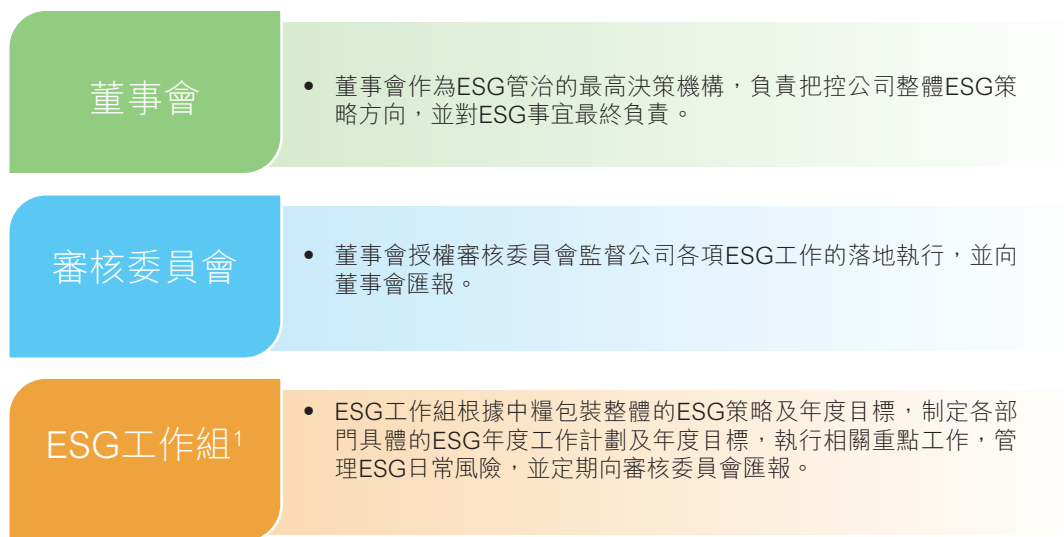 董事會
• 董事會作為ESG管治的最高決策機構，負責把控公司整體ESG策
略方向，並對ESG事宜最終負責。
審核委員會
• 董事會授權審核委員會監督公司各項ESG工作的落地執行，並向
董事會匯報。
ESG工作組1
• ESG工作組根據中糧包裝整體的ESG策略及年度目標，制定各部
門具體的ESG年度工作計劃及年度目標，執行相關重點工作，管
理ESG日常風險，並定期向審核委員會匯報。